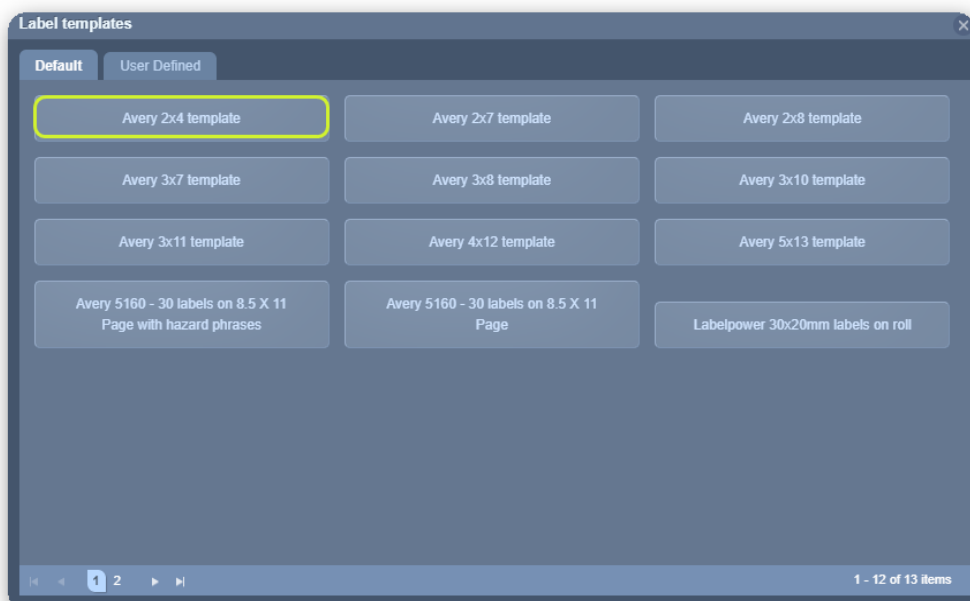 Label templates
Default
User Defined
Avery 2x4 template
Avery 2x7 template
Avery 2x8 template
Avery 3x7 template
Avery 3x8 template
Avery 3x10 template
Avery 3x11 template
Avery 4x12 template
Avery 5x13 template
Avery 5160 - 30 labels on 8.5 X 11
Page with hazard phrases
Avery 5160 - 30 labels on 8.5 X 11
Page
Labelpower 30x20mm labels on roll
1 2
1 - 12 of 13 items